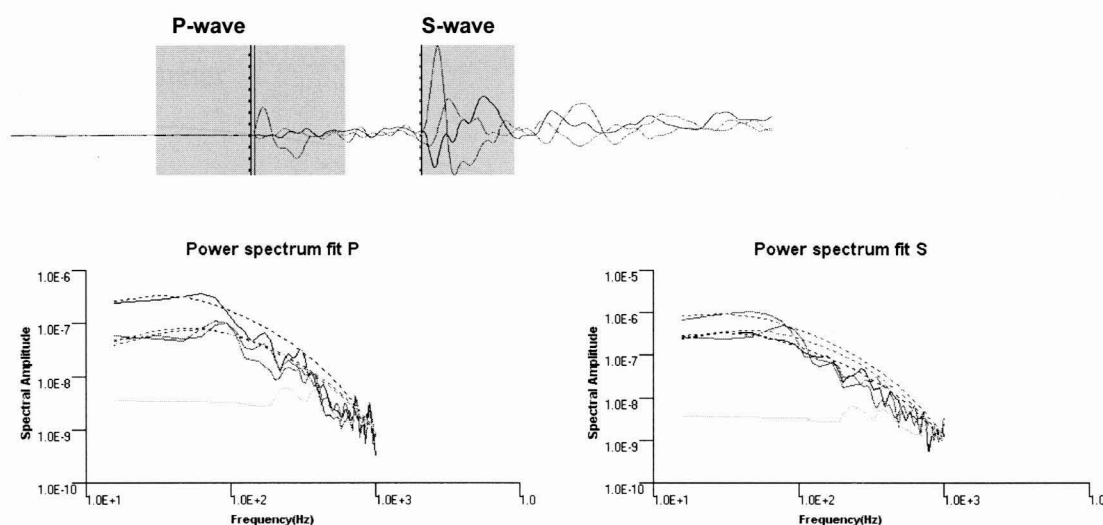 P-wave S-wave
Power spectrum fit P
1.0E-6
1.0E-7
1.0E-8
1.0E-9
1.0E-10
Spectral Amplitude
1.0E+1 1.0E+2 1.0E+3 1.0
Frequency(Hz)
Power spectrum fit S
1.0E-5
1.0E-6
1.0E-7
1.0E-8
1.0E-9
1.0E-10
Spectral Amplitude
1.0E+1 1.0E+2 1.0E+3 1.0
Frequency(Hz)